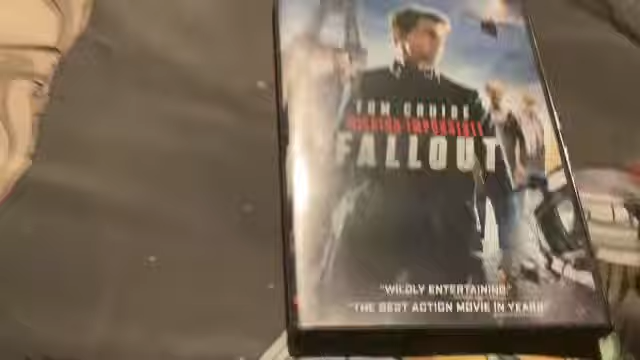 TOM CRUISE
MISSION: IMPOSSIBLE
FALLOUT
"WILDLY ENTERTAINING."
"THE BEST ACTION MOVIE IN YEARS"